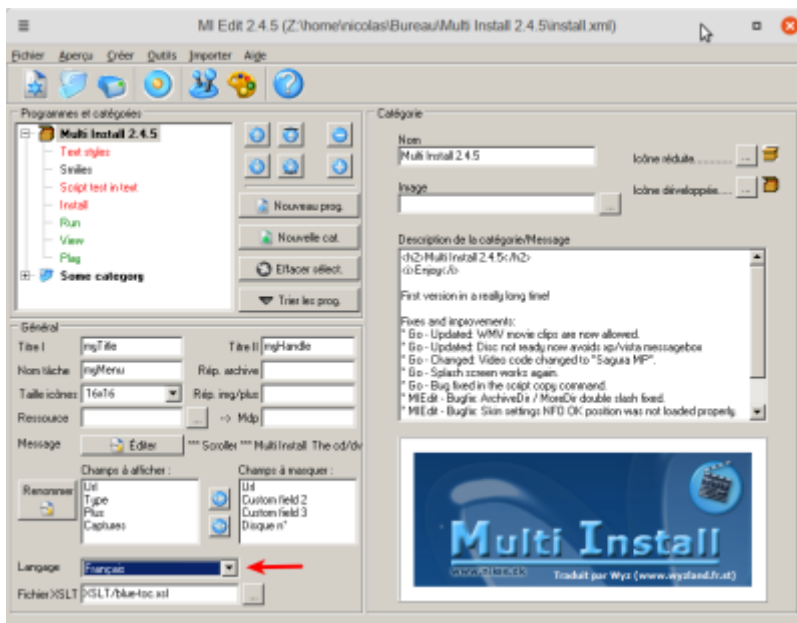 MI Edit 2.4.5 (Z:\home\nicolas\Bureau\Multi Install 2.4.5\install.xml)
Fichier Aperçu Créer Outils Importer Aide
Programmes et catégories
Multi Install 2.4.5
Text styles
Smilies
Script test in text
Install
Run
View
Play
Some category
Nouveau prog.
Nouvelle cat.
Effacer sélect.
Trier les prog.
Catégorie
Nom
Multi Install 2.4.5
Icône réduite
...
Image
...
Icône développée
...
Description de la catégorie/Message
<h2>Multi Install 2.4.5</h2>
<i>Enjoy</i>
First version in a really long time!
Fixes and improvements:
* Go - Updated: WMV movie clips are now allowed.
* Go - Updated: Disc not ready now avoids xp/vista messagebox
* Go - Changed: Video code changed to "Sagura MP".
* Go - Splash screen works again.
* Go - Bug fixed in the script copy command.
* MIEdit - Bugfix: ArchiveDir / MoreDir double slash fixed.
* MIEdit - Bugfix: Skin settings NFO OK position was not loaded properly.
Général
Titre I myTitle Titre II myHandle
Nom tâche myMenu Rép. archive
Taille icônes 16x16 Rép. img/plus
Ressource ... -> Mdp
Message Éditer *** Scroller *** Multi Install The cd/dv
Champs à afficher : Champs à masquer :
Renommer
Url
Type
Plus
Captures
Url
Custom field 2
Custom field 3
Disque n°
Langage Français
Fichier XSLT XSLT/blue-toc.xsl ...
Multi Install
Traduit par Wyz (www.wyzland.fr.st)